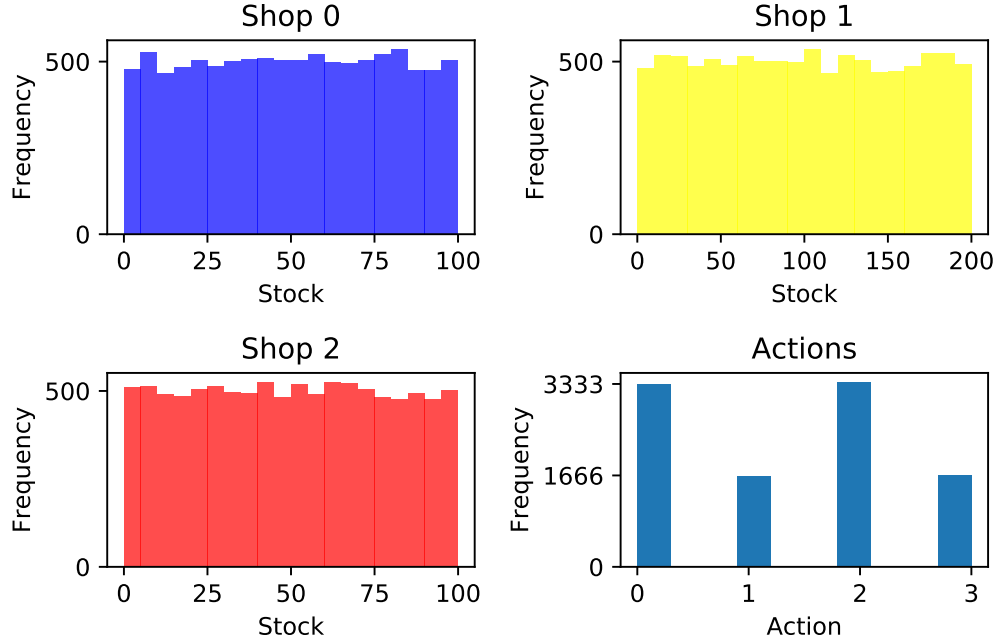 Shop 0
Frequency
500
0
0 25 50 75 100
Stock
Shop 1
Frequency
500
0
0 50 100 150 200
Stock
Shop 2
Frequency
500
0
0 25 50 75 100
Stock
Actions
Frequency
3333
1666
0
0 1 2 3
Action